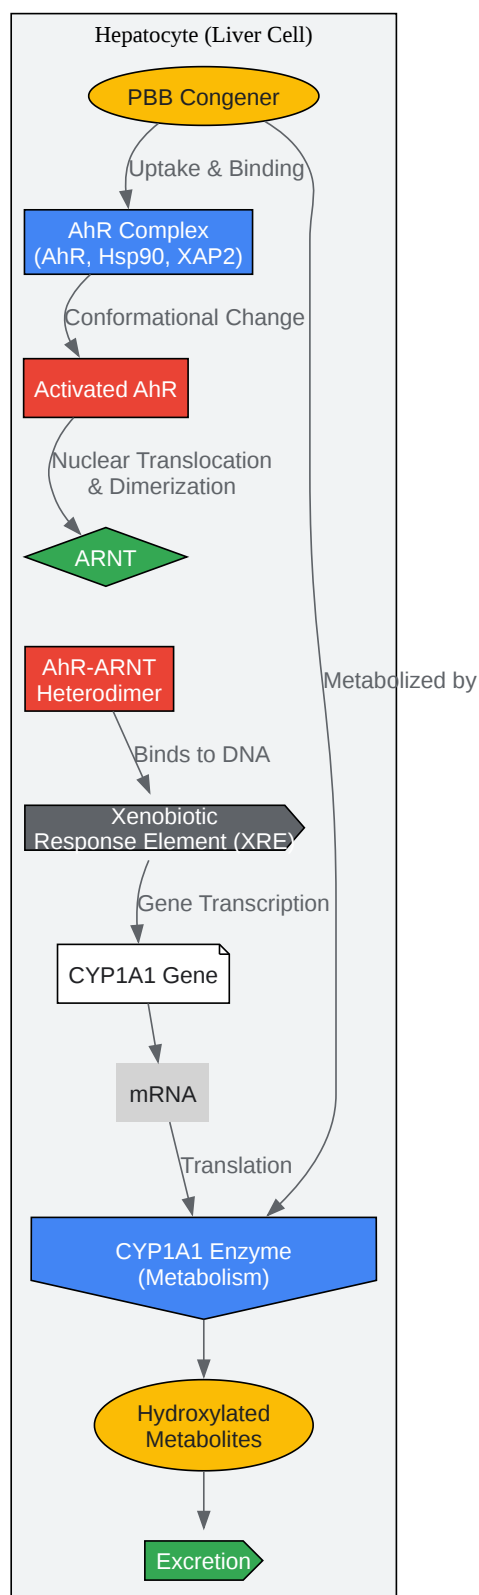 Hepatocyte (Liver Cell)
PBB Congener
Uptake & Binding
AhR Complex
(AhR, Hsp90, XAP2)
Conformational Change
Activated AhR
Nuclear Translocation
& Dimerization
ARNT
AhR-ARNT
Heterodimer
Metabolized by
Binds to DNA
Xenobiotic
Response Element (XRE)
Gene Transcription
CYP1A1 Gene
mRNA
Translation
CYP1A1 Enzyme
(Metabolism)
Hydroxylated
Metabolites
Excretion